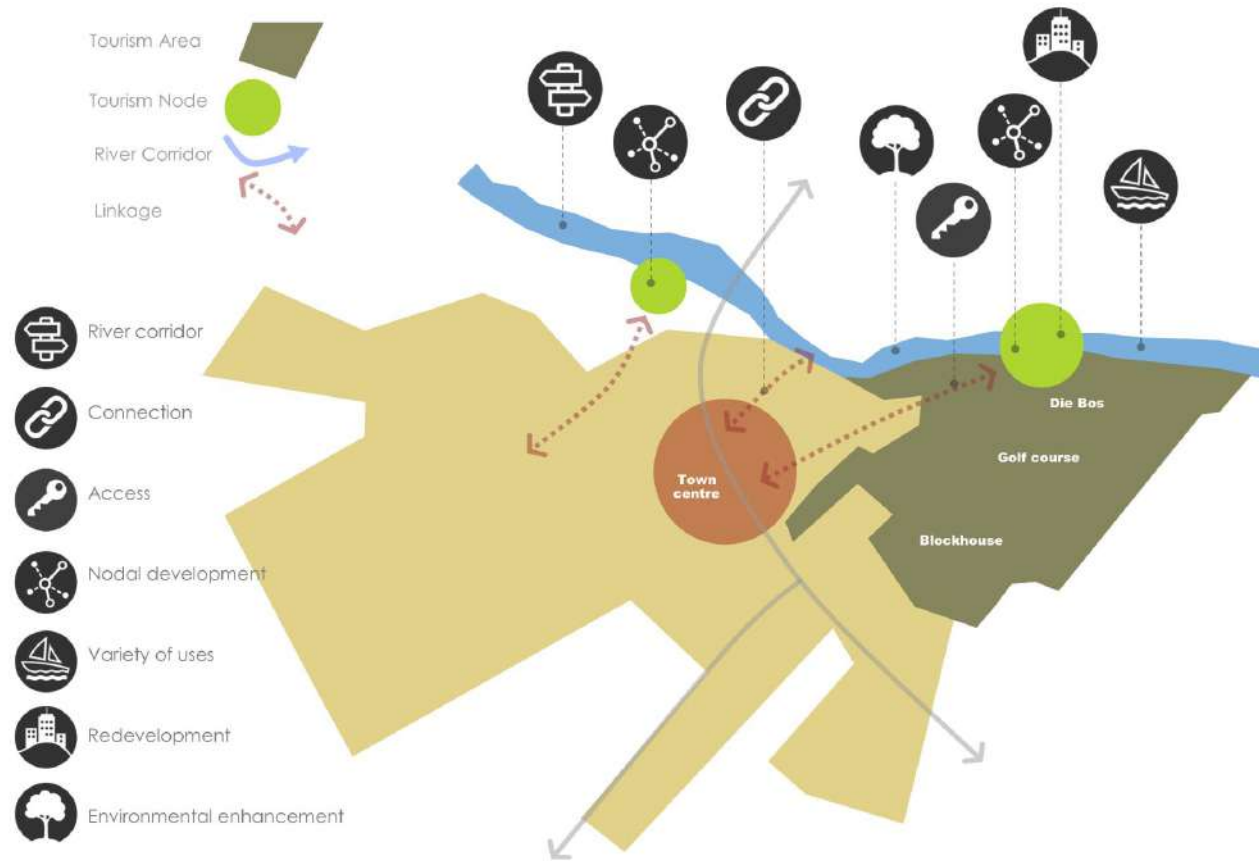 Tourism Area
Tourism Node
River Corridor
Linkage
River corridor
Connection
Access
Nodal development
Variety of uses
Redevelopment
Environmental enhancement
Town
centre
Die Bos
Golf course
Blockhouse